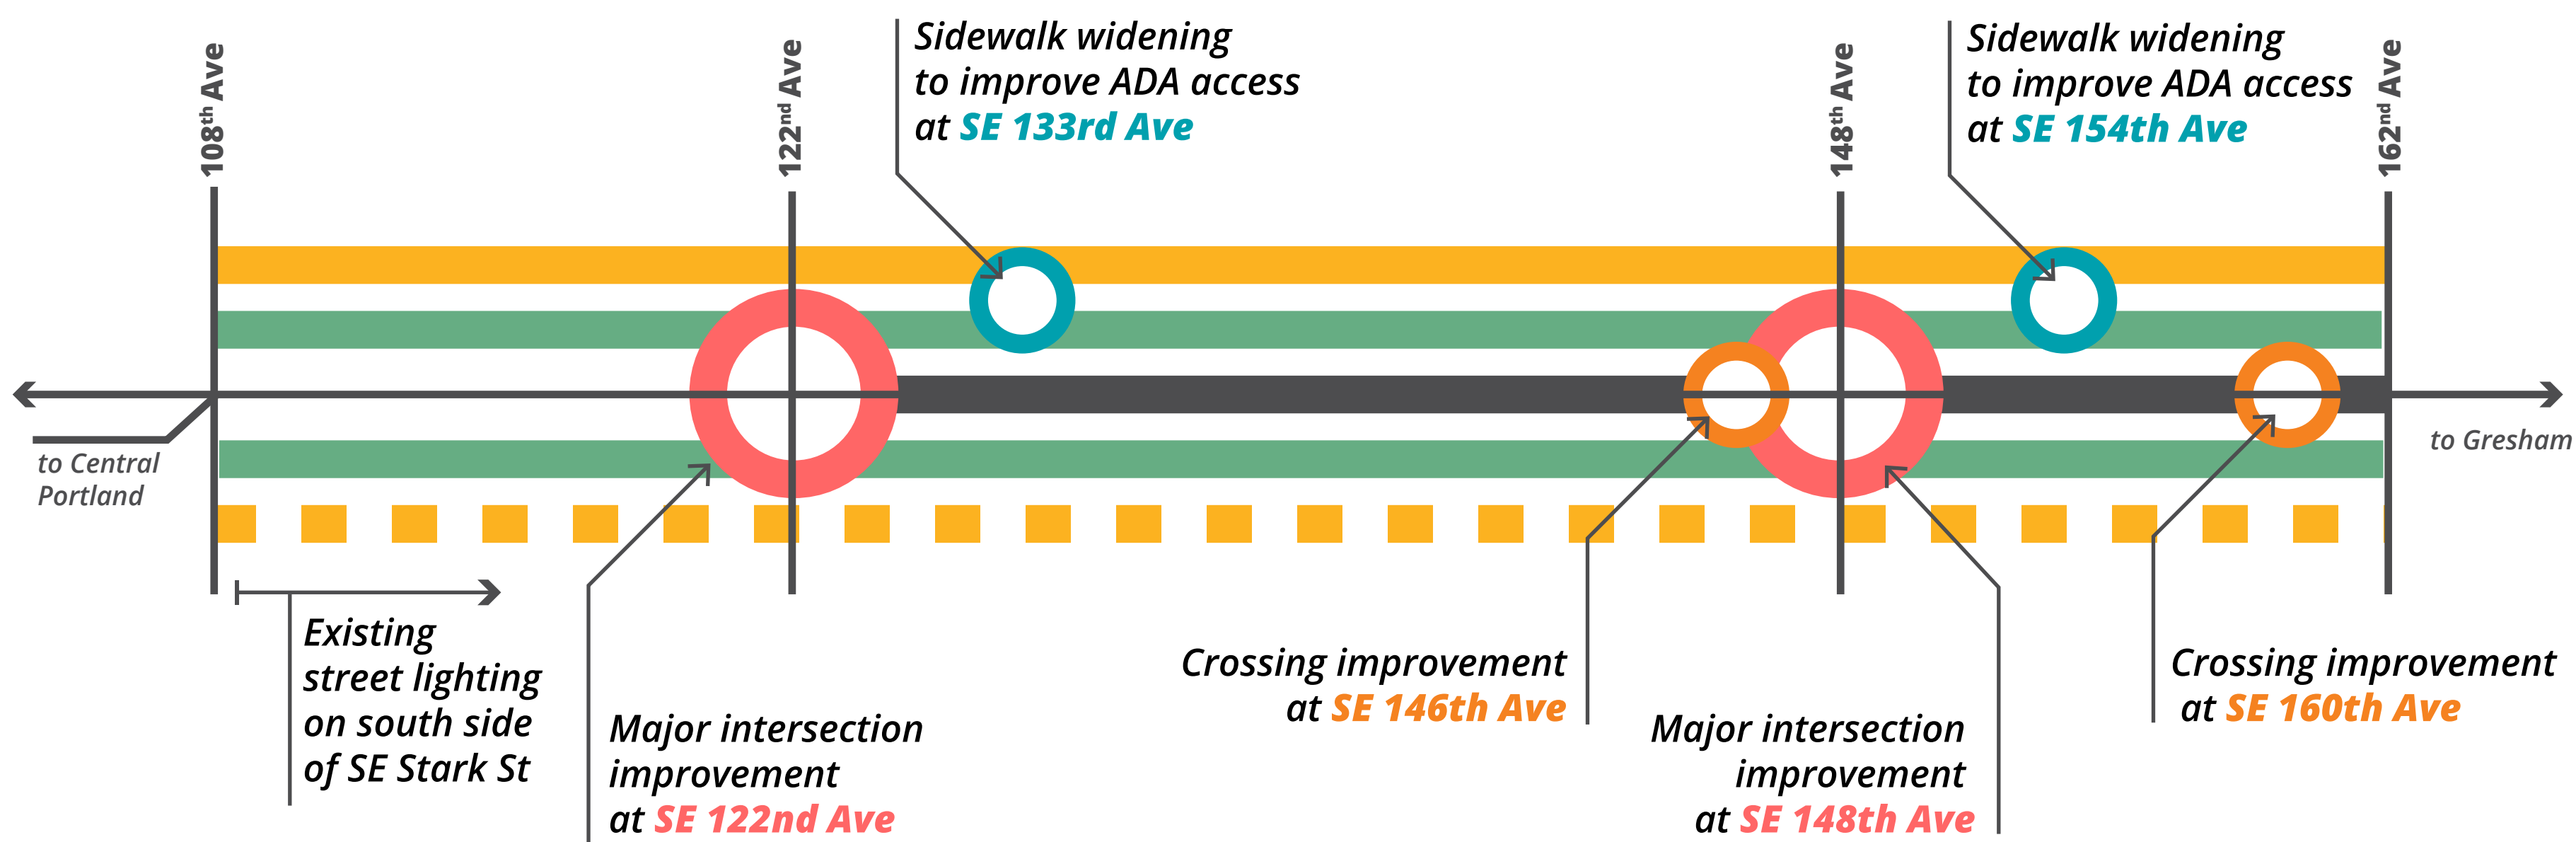 108th Ave
122nd Ave
Sidewalk widening
to improve ADA access
at SE 133rd Ave
148th Ave
Sidewalk widening
to improve ADA access
at SE 154th Ave
162nd Ave
to Central
Portland
to Gresham
Existing
street lighting
on south side
of SE Stark St
Major intersection
improvement
at SE 122nd Ave
Crossing improvement
at SE 146th Ave
Major intersection
improvement
at SE 148th Ave
Crossing improvement
at SE 160th Ave